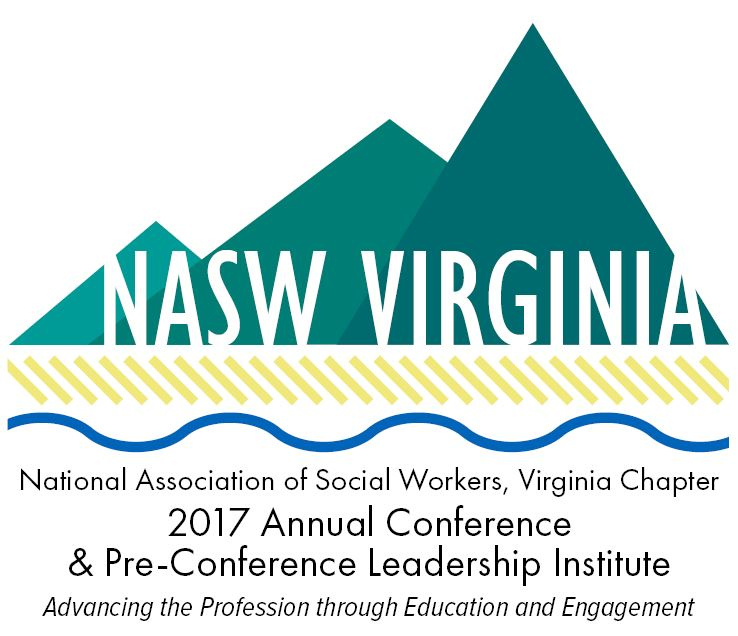 NASW VIRGINIA
National Association of Social Workers, Virginia Chapter
2017 Annual Conference
& Pre-Conference Leadership Institute
Advancing the Profession through Education and Engagement